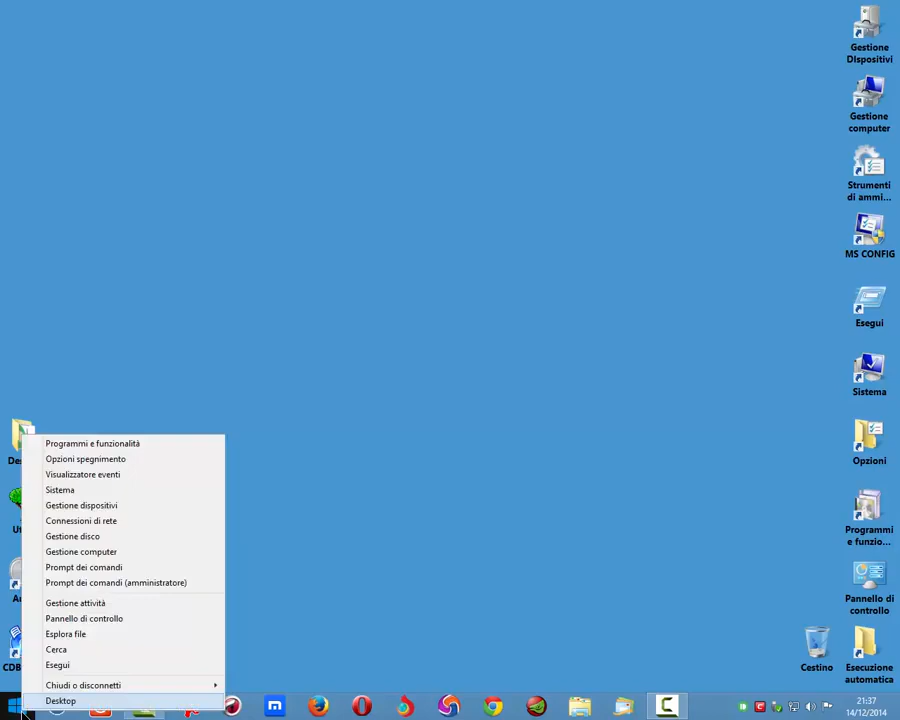 Gestione
DIspositivi
Gestione
computer
Strumenti
di ammi...
MS CONFIG
Esegui
Sistema
Opzioni
Programmi
e funzio...
Pannello di
controllo
Cestino
Esecuzione
automatica
Programmi e funzionalità
Opzioni spegnimento
Visualizzatore eventi
Sistema
Gestione dispositivi
Connessioni di rete
Gestione disco
Gestione computer
Prompt dei comandi
Prompt dei comandi (amministratore)
Gestione attività
Pannello di controllo
Esplora file
Cerca
Esegui
Chiudi o disconnetti
Desktop
21:37
14/12/2014